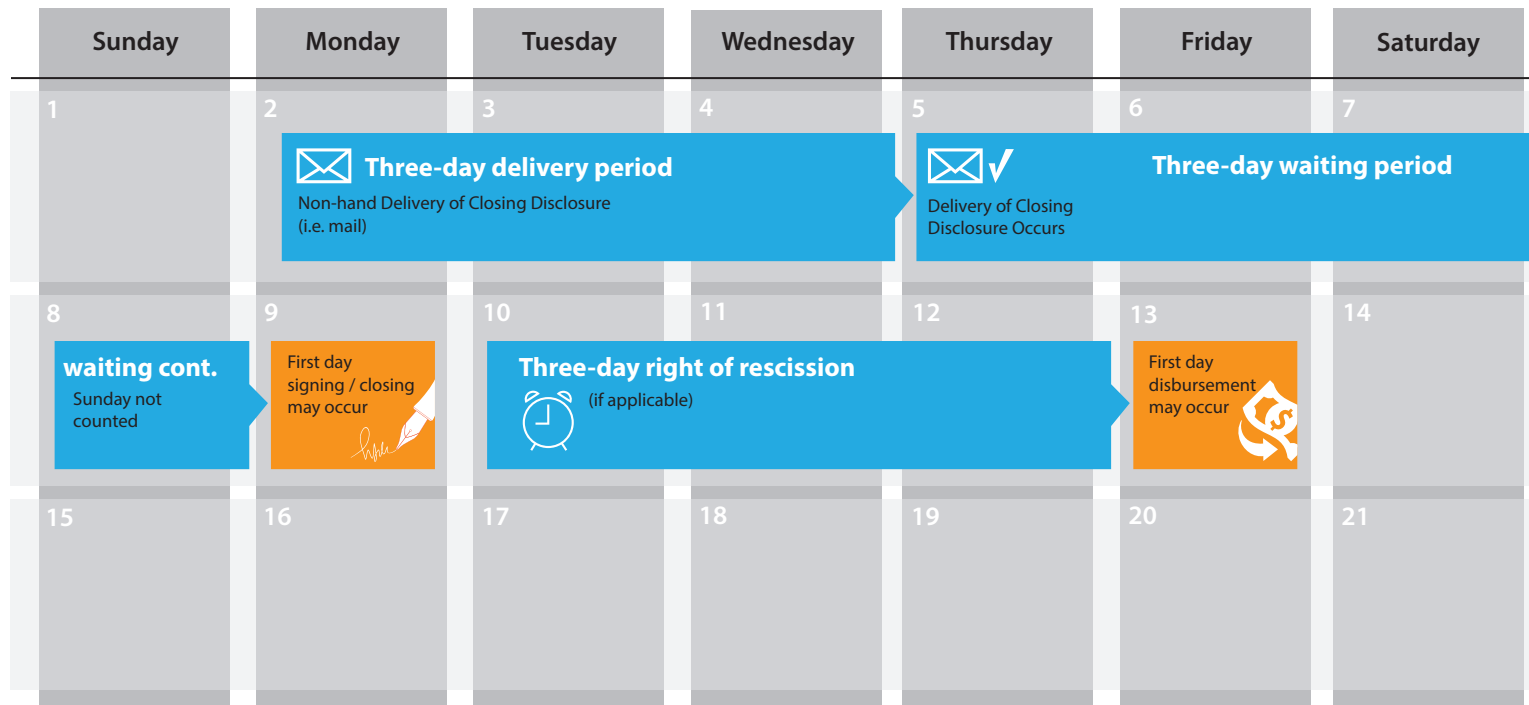 Sunday Monday Tuesday Wednesday Thursday Friday Saturday
1 2 3 4 5 6 7
Three-day delivery period
Non-hand Delivery of Closing Disclosure
(i.e. mail)
Three-day waiting period
Delivery of Closing
Disclosure Occurs
8 9 10 11 12 13 14
waiting cont.
Sunday not
counted
First day
signing / closing
may occur
Three-day right of rescission
(if applicable)
First day
disbursement
may occur
$
15 16 17 18 19 20 21